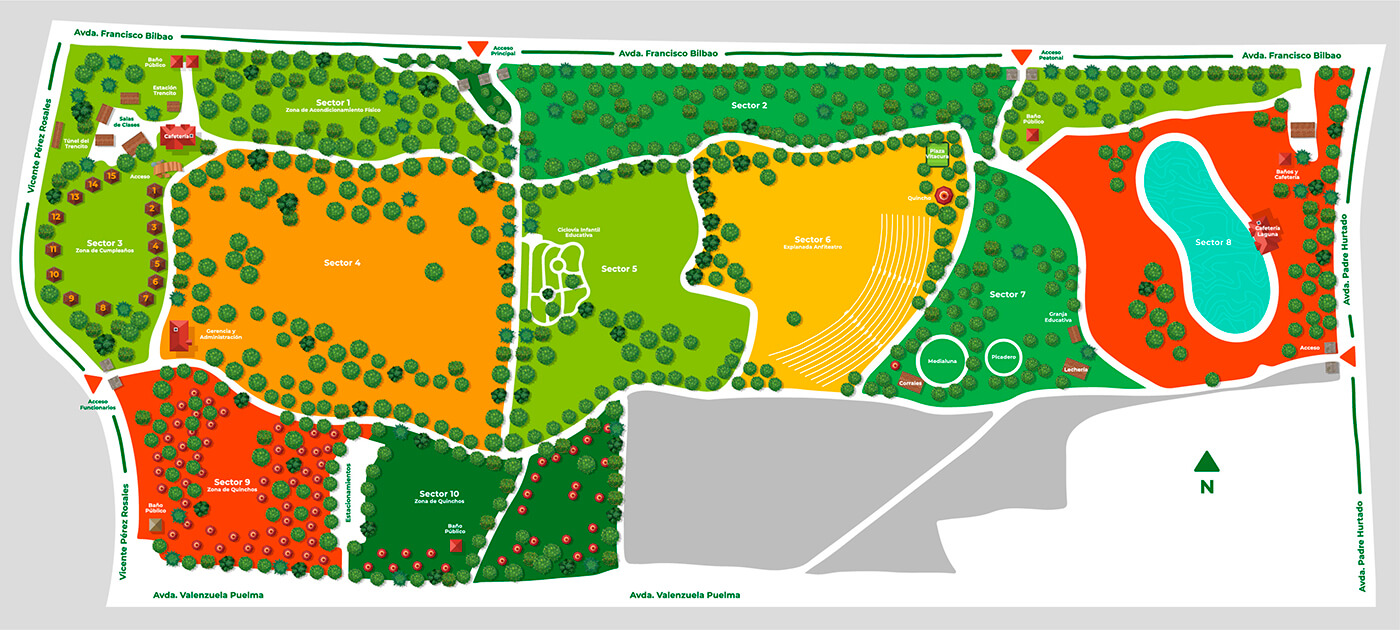 Avda. Francisco Bilbao
Acceso
Principal
Avda. Francisco Bilbao
Acceso
Peatonal
Avda. Francisco Bilbao
Baño
Público
Estación
Trencito
Sector 1
Zona de Acondicionamiento Físico
Sector 2
Salas
de Clases
Túnel del
Trencito
Cafetería
Acceso
Baño
Público
Plaza
Vitacura
Quincho
Baños y
Cafetería
Vicente Pérez Rosales
15
14
13
12
11
10
9
8
7
6
5
4
3
2
1
Sector 3
Zona de Cumpleños
Sector 4
Ciclovía Infantil
Educativa
Sector 5
Sector 6
Esplanada Anfiteatro
Sector 7
Sector 8
Cafetería
Laguna
Avda. Padre Hurtado
Gerencia y
Administración
Granja
Educativa
Medialuna
Picadero
Lechería
Corrales
Acceso
Acceso
Funcionarios
Sector 9
Zona de Quinchos
Estacionamientos
Sector 10
Zona de Quinchos
Baño
Público
Baño
Público
N
Vicente Pérez Rosales
Avda. Padre Hurtado
Avda. Valenzuela Puelma
Avda. Valenzuela Puelma